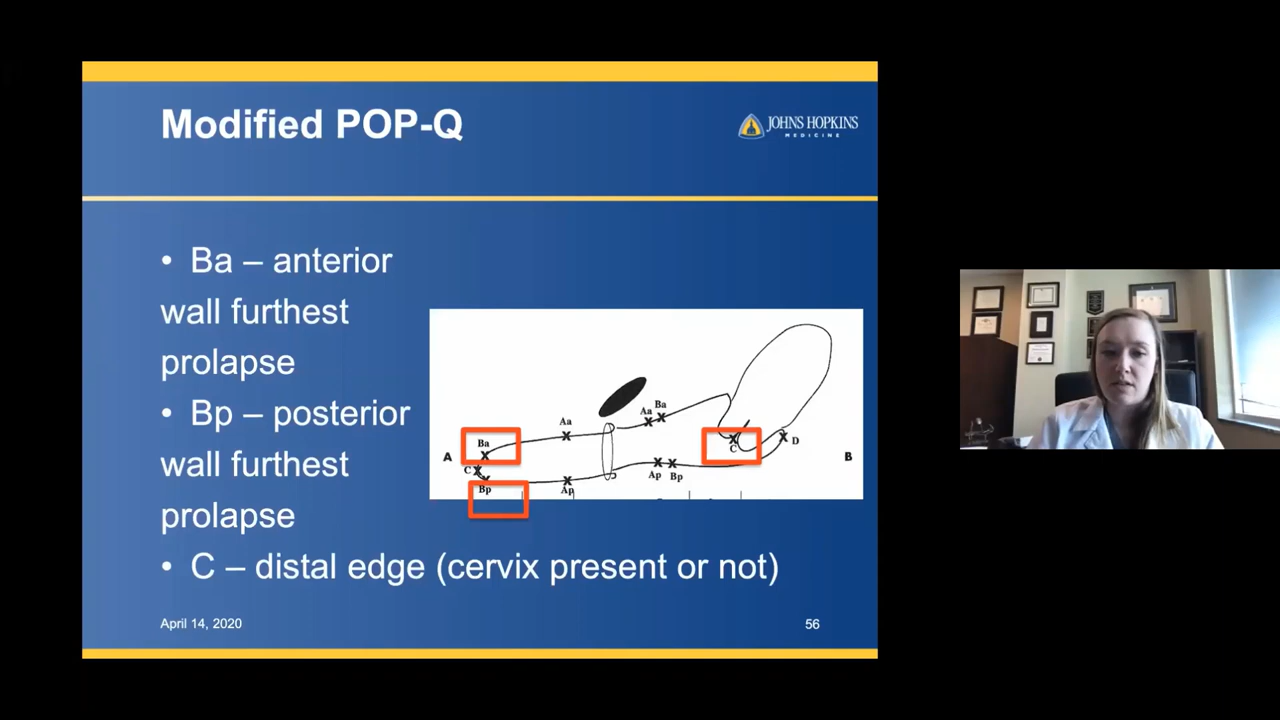 Modified POP-Q
JOHNS HOPKINS
MEDICINE
• Ba – anterior
wall furthest
prolapse
• Bp – posterior
wall furthest
prolapse
• C – distal edge (cervix present or not)
Aa
Ba
C
Bp
Ap
A
Aa
Ba
C
D
Ap
Bp
B
April 14, 2020
56